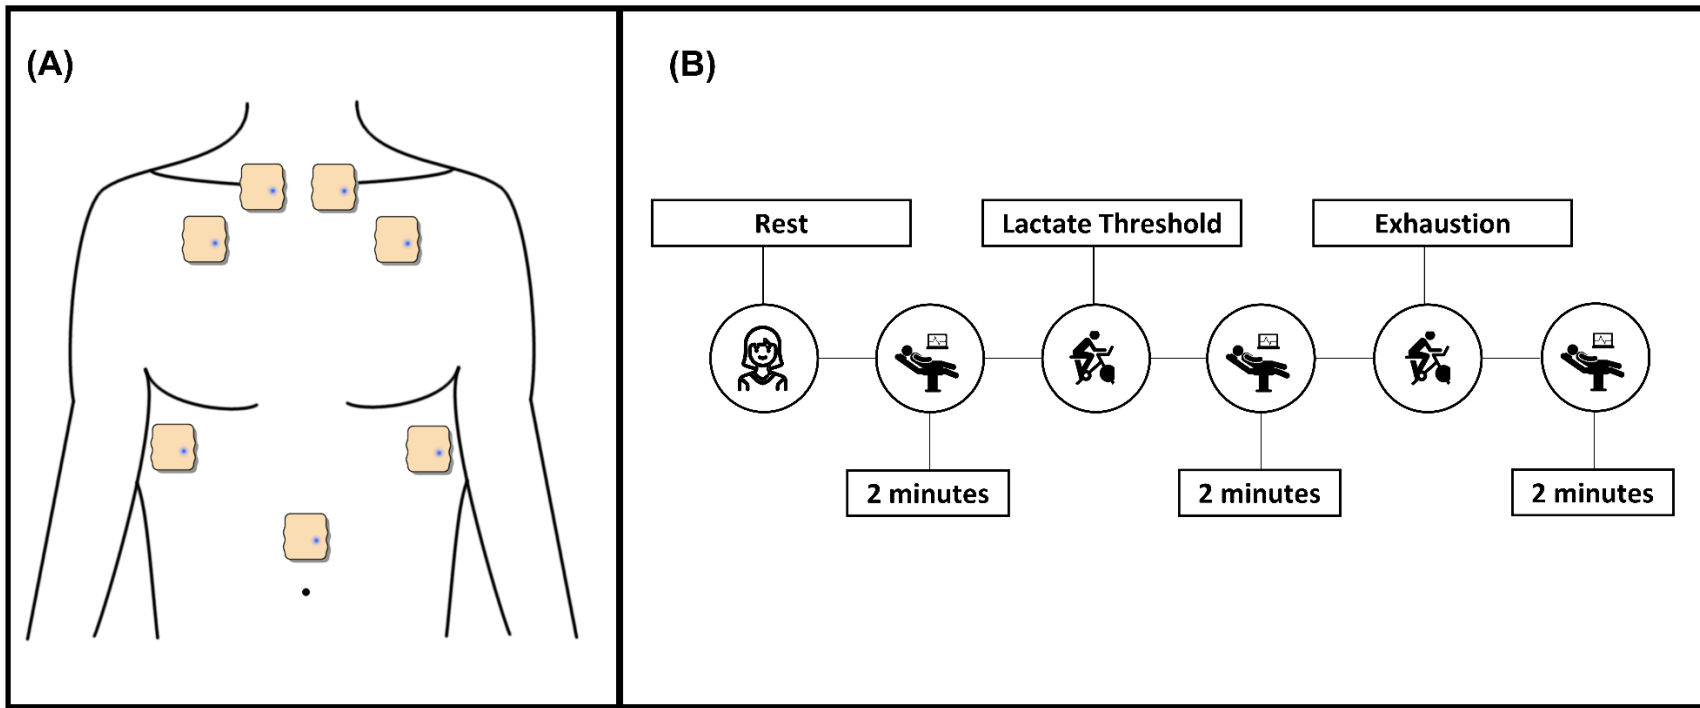 (A)
(B)
Rest
Lactate Threshold
Exhaustion
2 minutes
2 minutes
2 minutes